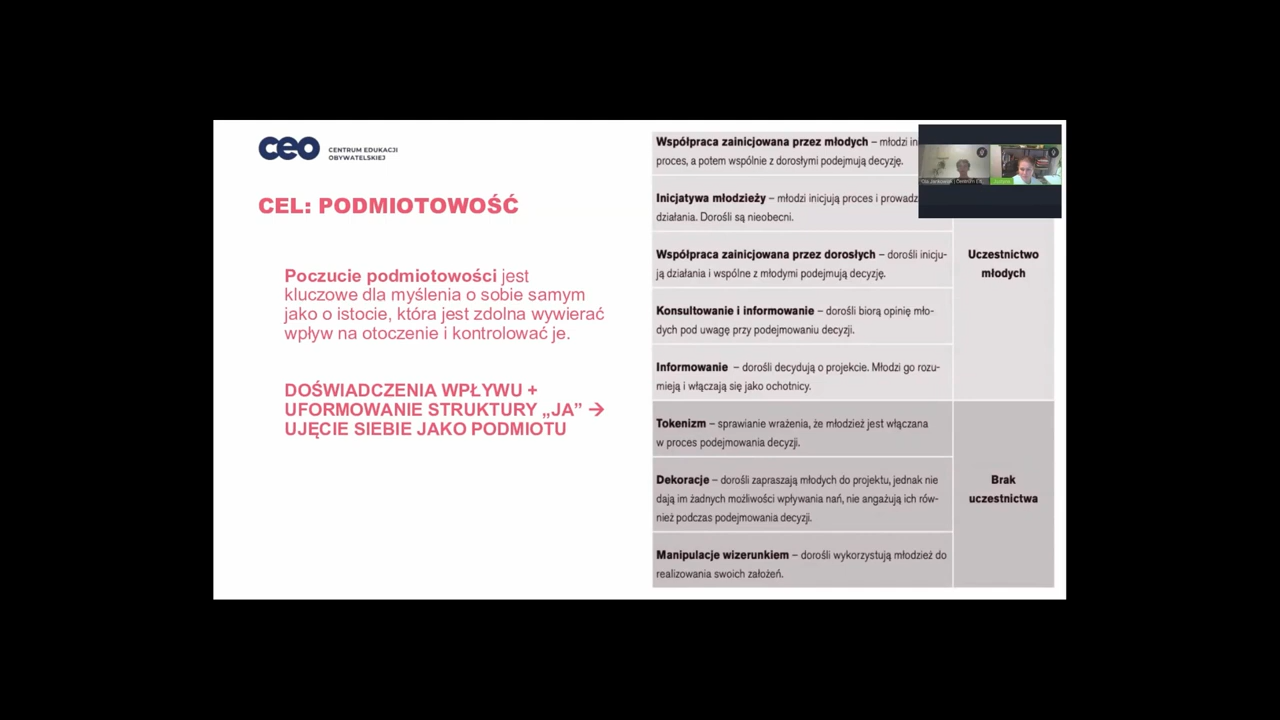 ceo
CENTRUM EDUKACJI
OBYWATELSKIEJ
CEL: PODMIOTOWOŚĆ
Poczucie podmiotowości jest
kluczowe dla myślenia o sobie samym
jako o istocie, która jest zdolna wywierać
wpływ na otoczenie i kontrolować je.
DOŚWIADCZENIA WPŁYWU +
UFORMOWANIE STRUKTURY „JA” →
UJĘCIE SIEBIE JAKO PODMIOTU
Współpraca zainicjowana przez młodych – młodzi
proces, a potem wspólnie z dorosłymi podejmują decyzję.
Inicjatywa młodzieży – młodzi inicjują proces i prowadz
działania. Dorośli są nieobecni.
Współpraca zainicjowana przez dorosłych – dorośli inicju-
ją działania i wspólne z młodymi podejmują decyzję.
Konsultowanie i informowanie – dorośli biorą opinię mło-
dych pod uwagę przy podejmowaniu decyzji.
Informowanie – dorośli decydują o projekcie. Młodzi go rozu-
mieją i włączają się jako ochotnicy.
Uczestnictwo
młodych
Tokenizm – sprawianie wrażenia, że młodzież jest włączana
w proces podejmowania decyzji.
Dekoracje – dorośli zapraszają młodych do projektu, jednak nie
dają im żadnych możliwości wpływania nań, nie angażują ich rów-
nież podczas podejmowania decyzji.
Manipulacje wizerunkiem – dorośli wykorzystują młodzież do
realizowania swoich założeń.
Brak
uczestnictwa